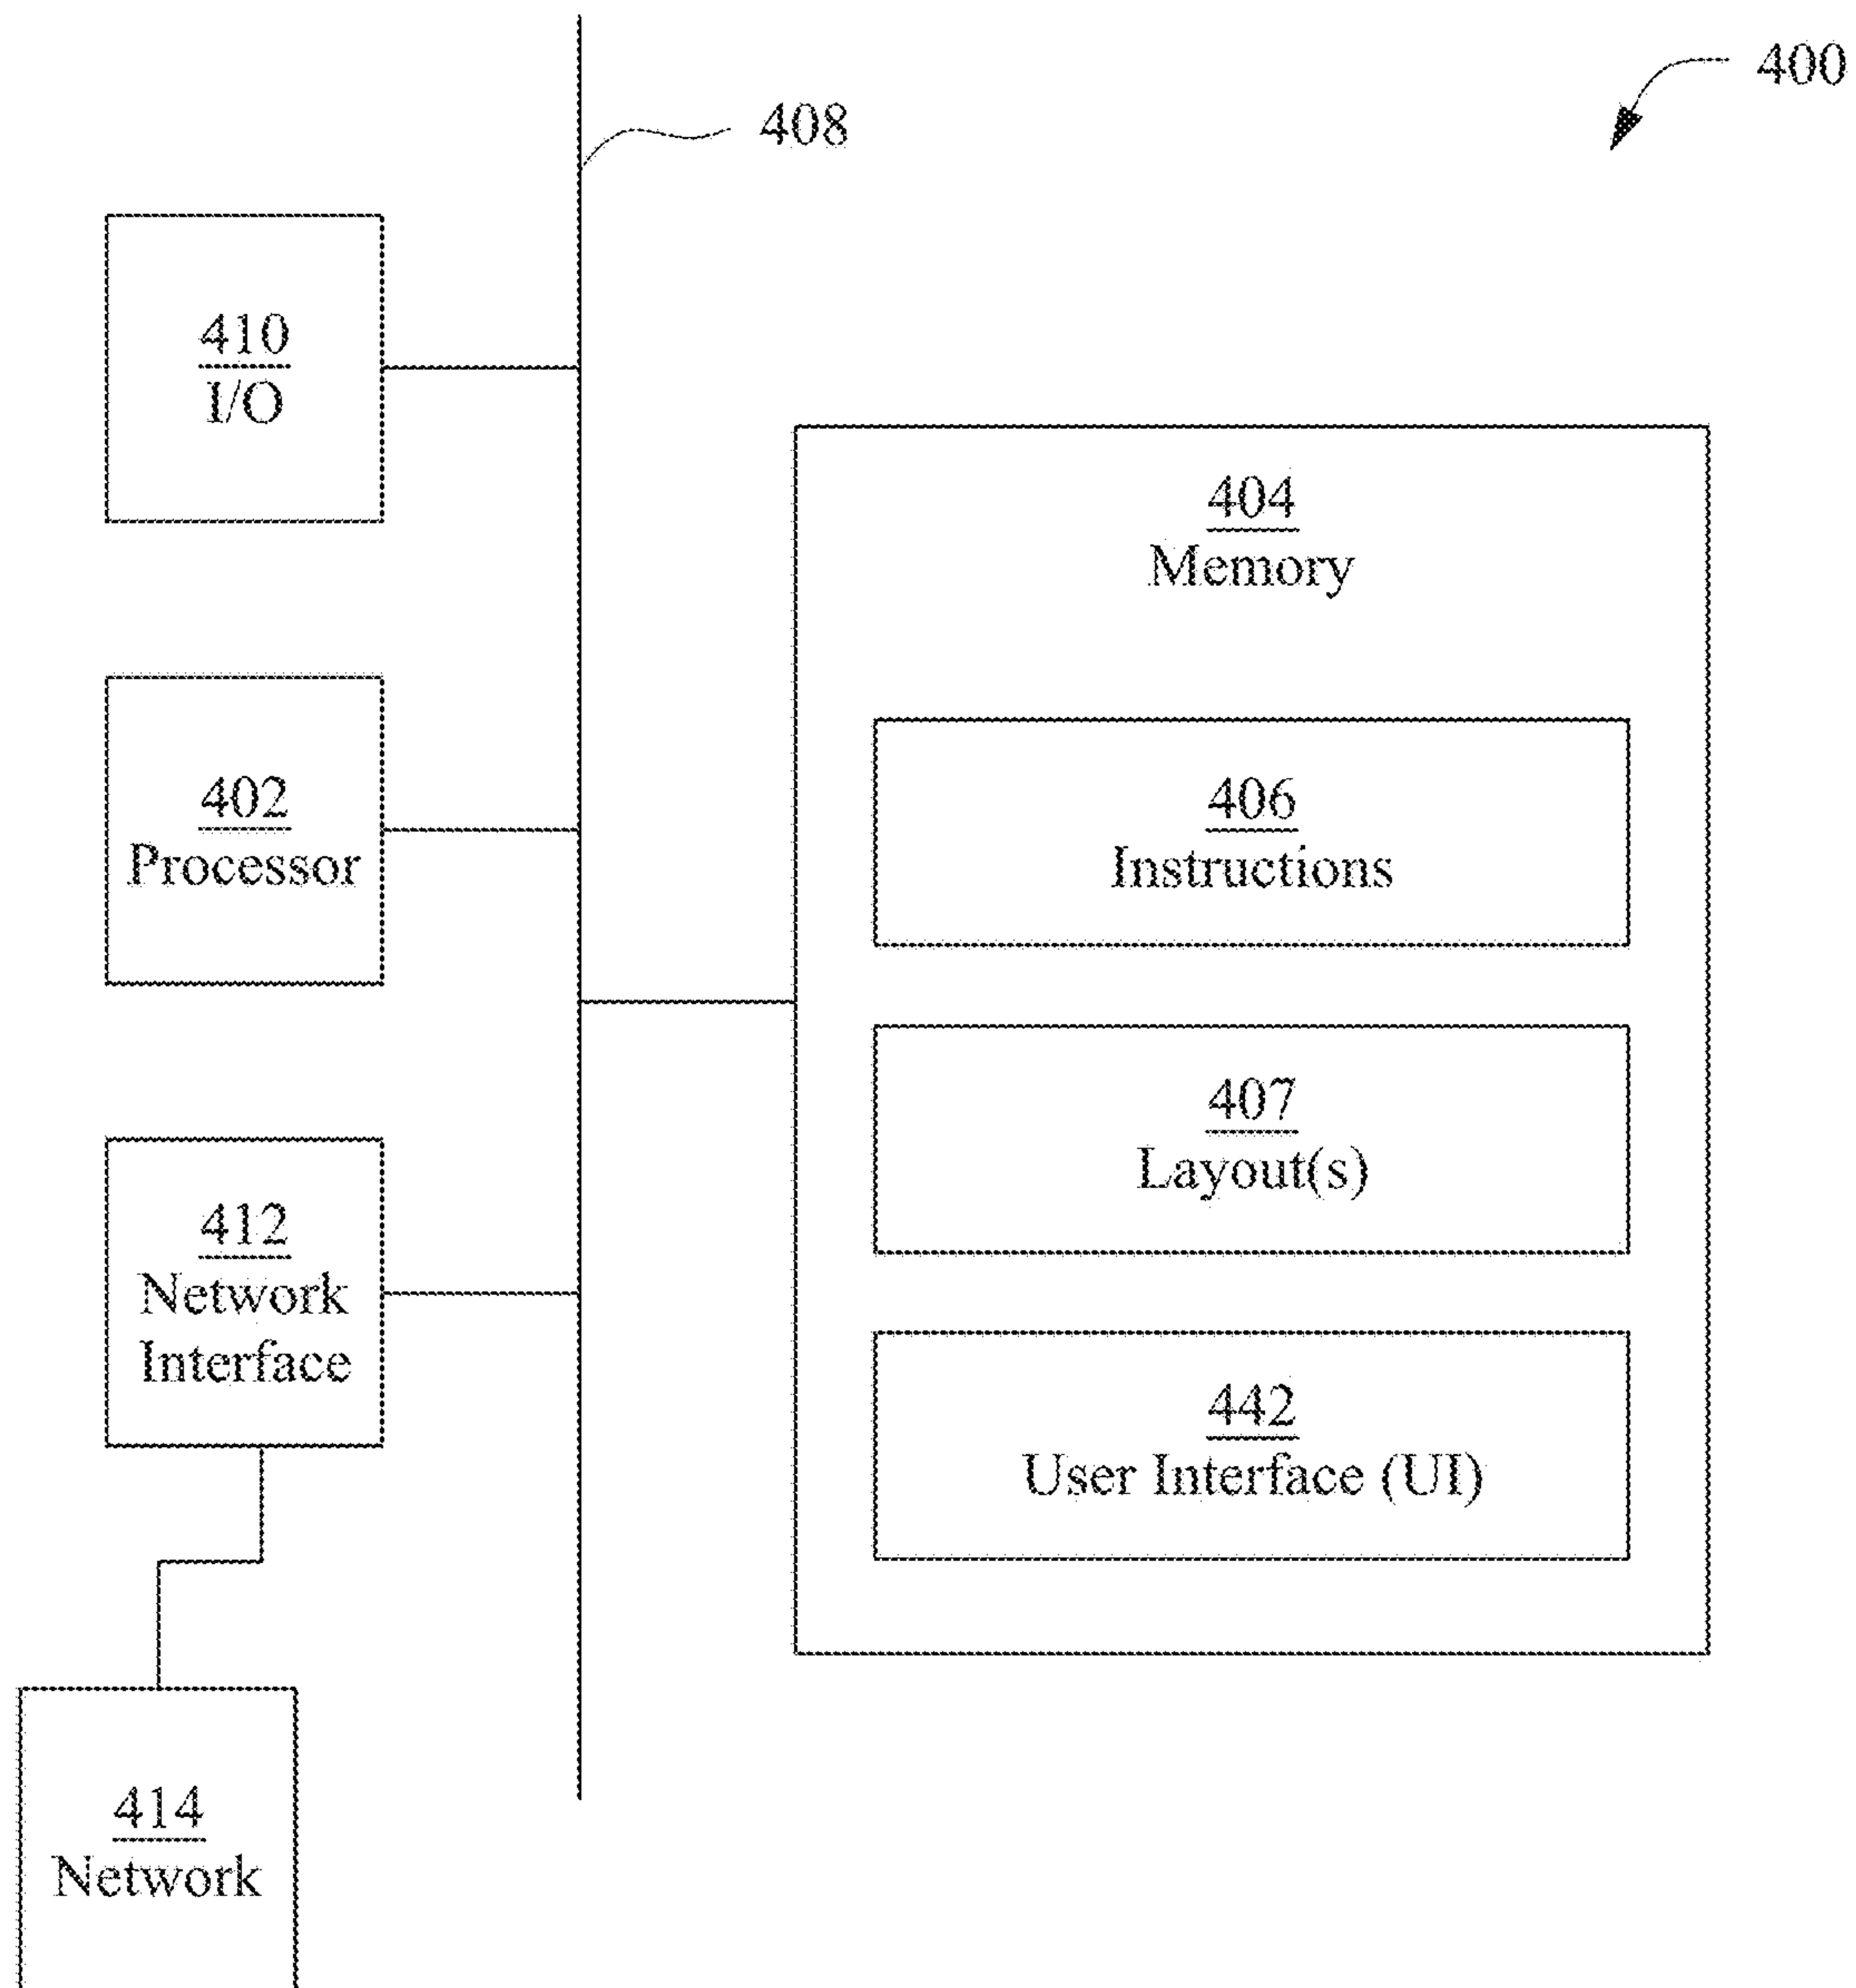 400
408
410
I/O
404
Memory
402
Processor
406
Instructions
407
Layout(s)
412
Network
Interface
442
User Interface (UI)
414
Network